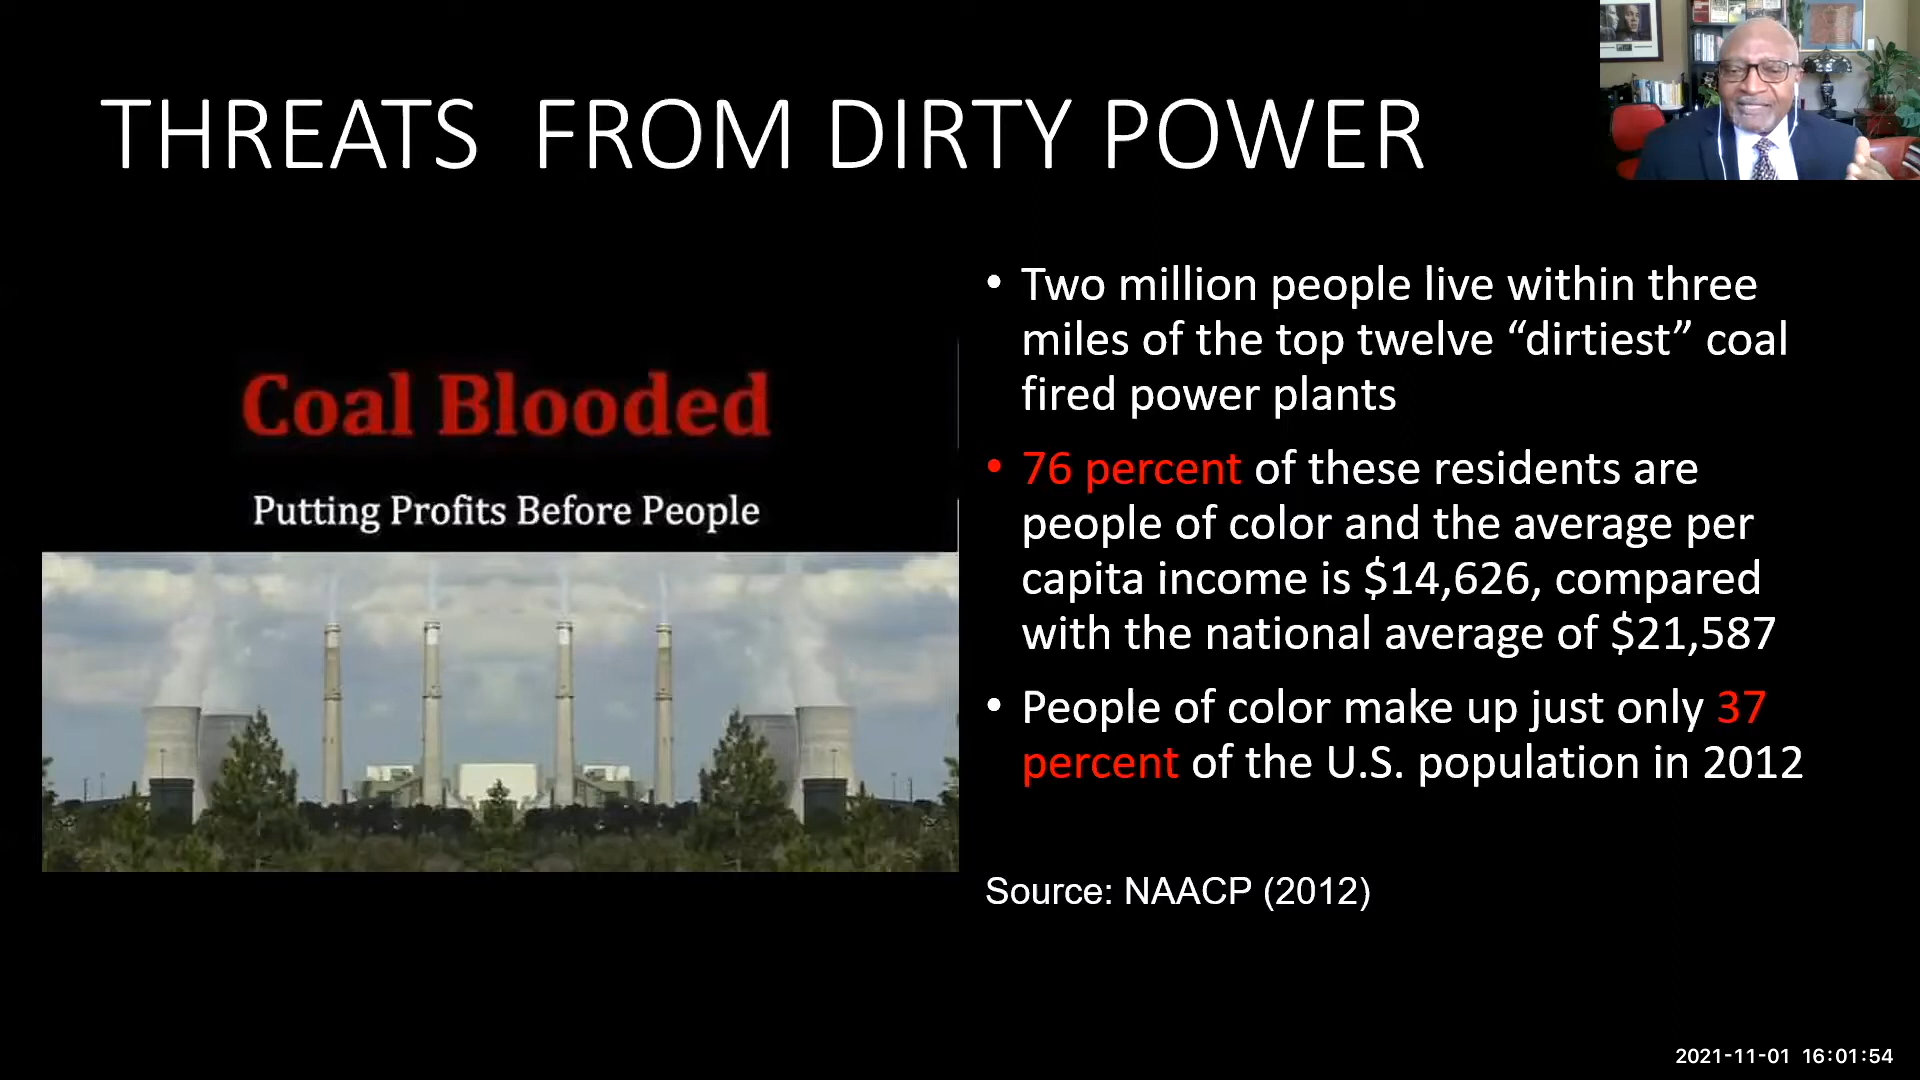 THREATS  FROM DIRTY POWER
Coal Blooded
Putting Profits Before People
• Two million people live within three
miles of the top twelve “dirtiest” coal
fired power plants
• 76 percent of these residents are
people of color and the average per
capita income is $14,626, compared
with the national average of $21,587
• People of color make up just only 37
percent of the U.S. population in 2012
Source: NAACP (2012)
2021-11-01 16:01:54